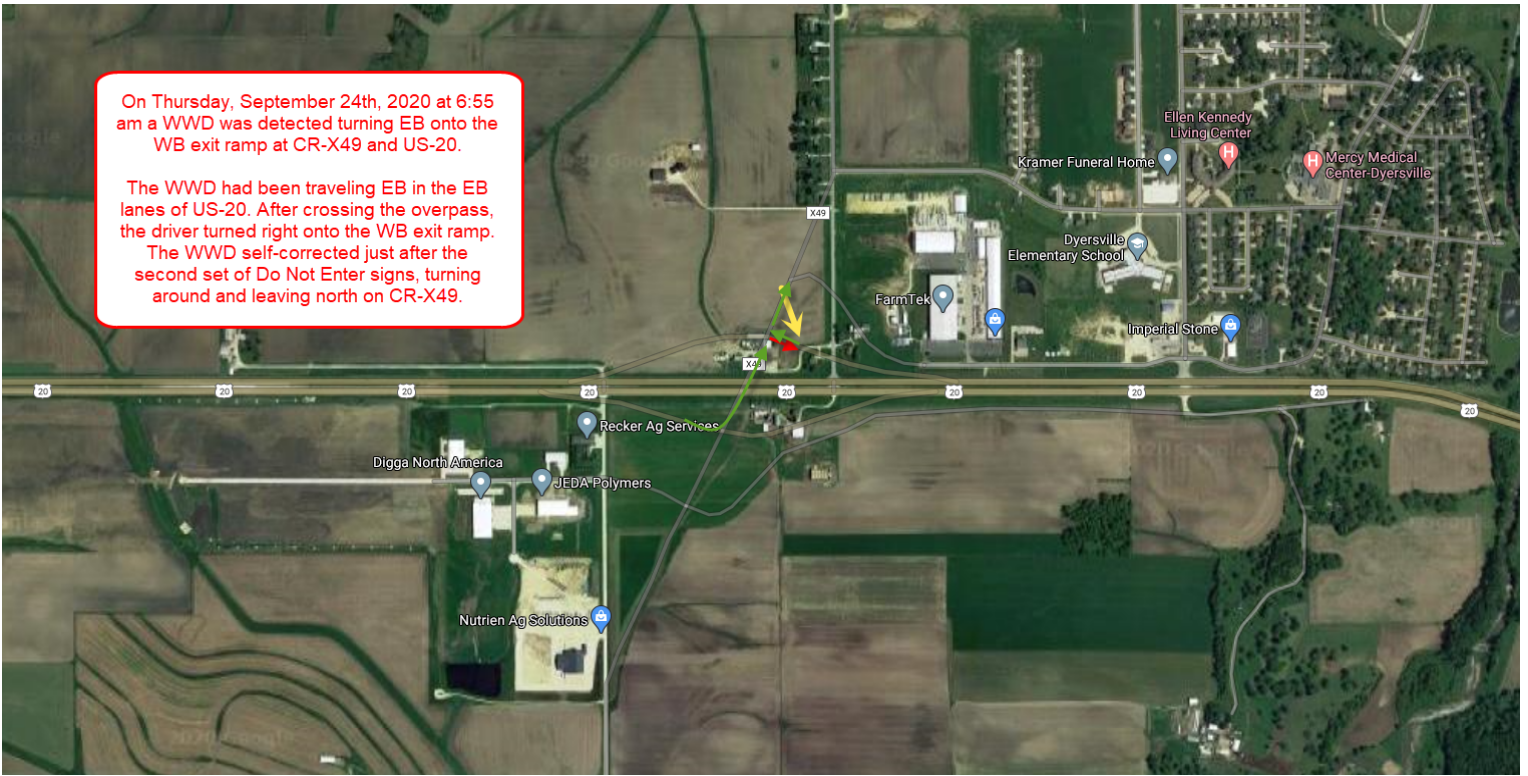 On Thursday, September 24th, 2020 at 6:55
am a WWD was detected turning EB onto the
WB exit ramp at CR-X49 and US-20.
The WWD had been traveling EB in the EB
lanes of US-20. After crossing the overpass,
the driver turned right onto the WB exit ramp.
The WWD self-corrected just after the
second set of Do Not Enter signs, turning
around and leaving north on CR-X49.
Ellen Kennedy
Living Center
Kramer Funeral Home
Mercy Medical
Center-Dyersville
X49
Dyersville
Elementary School
FarmTek
Imperial Stone
X49
20
20
20
20
20
20
20
20
20
Recker Ag Services
Digga North America
JEDA Polymers
Nutrien Ag Solutions